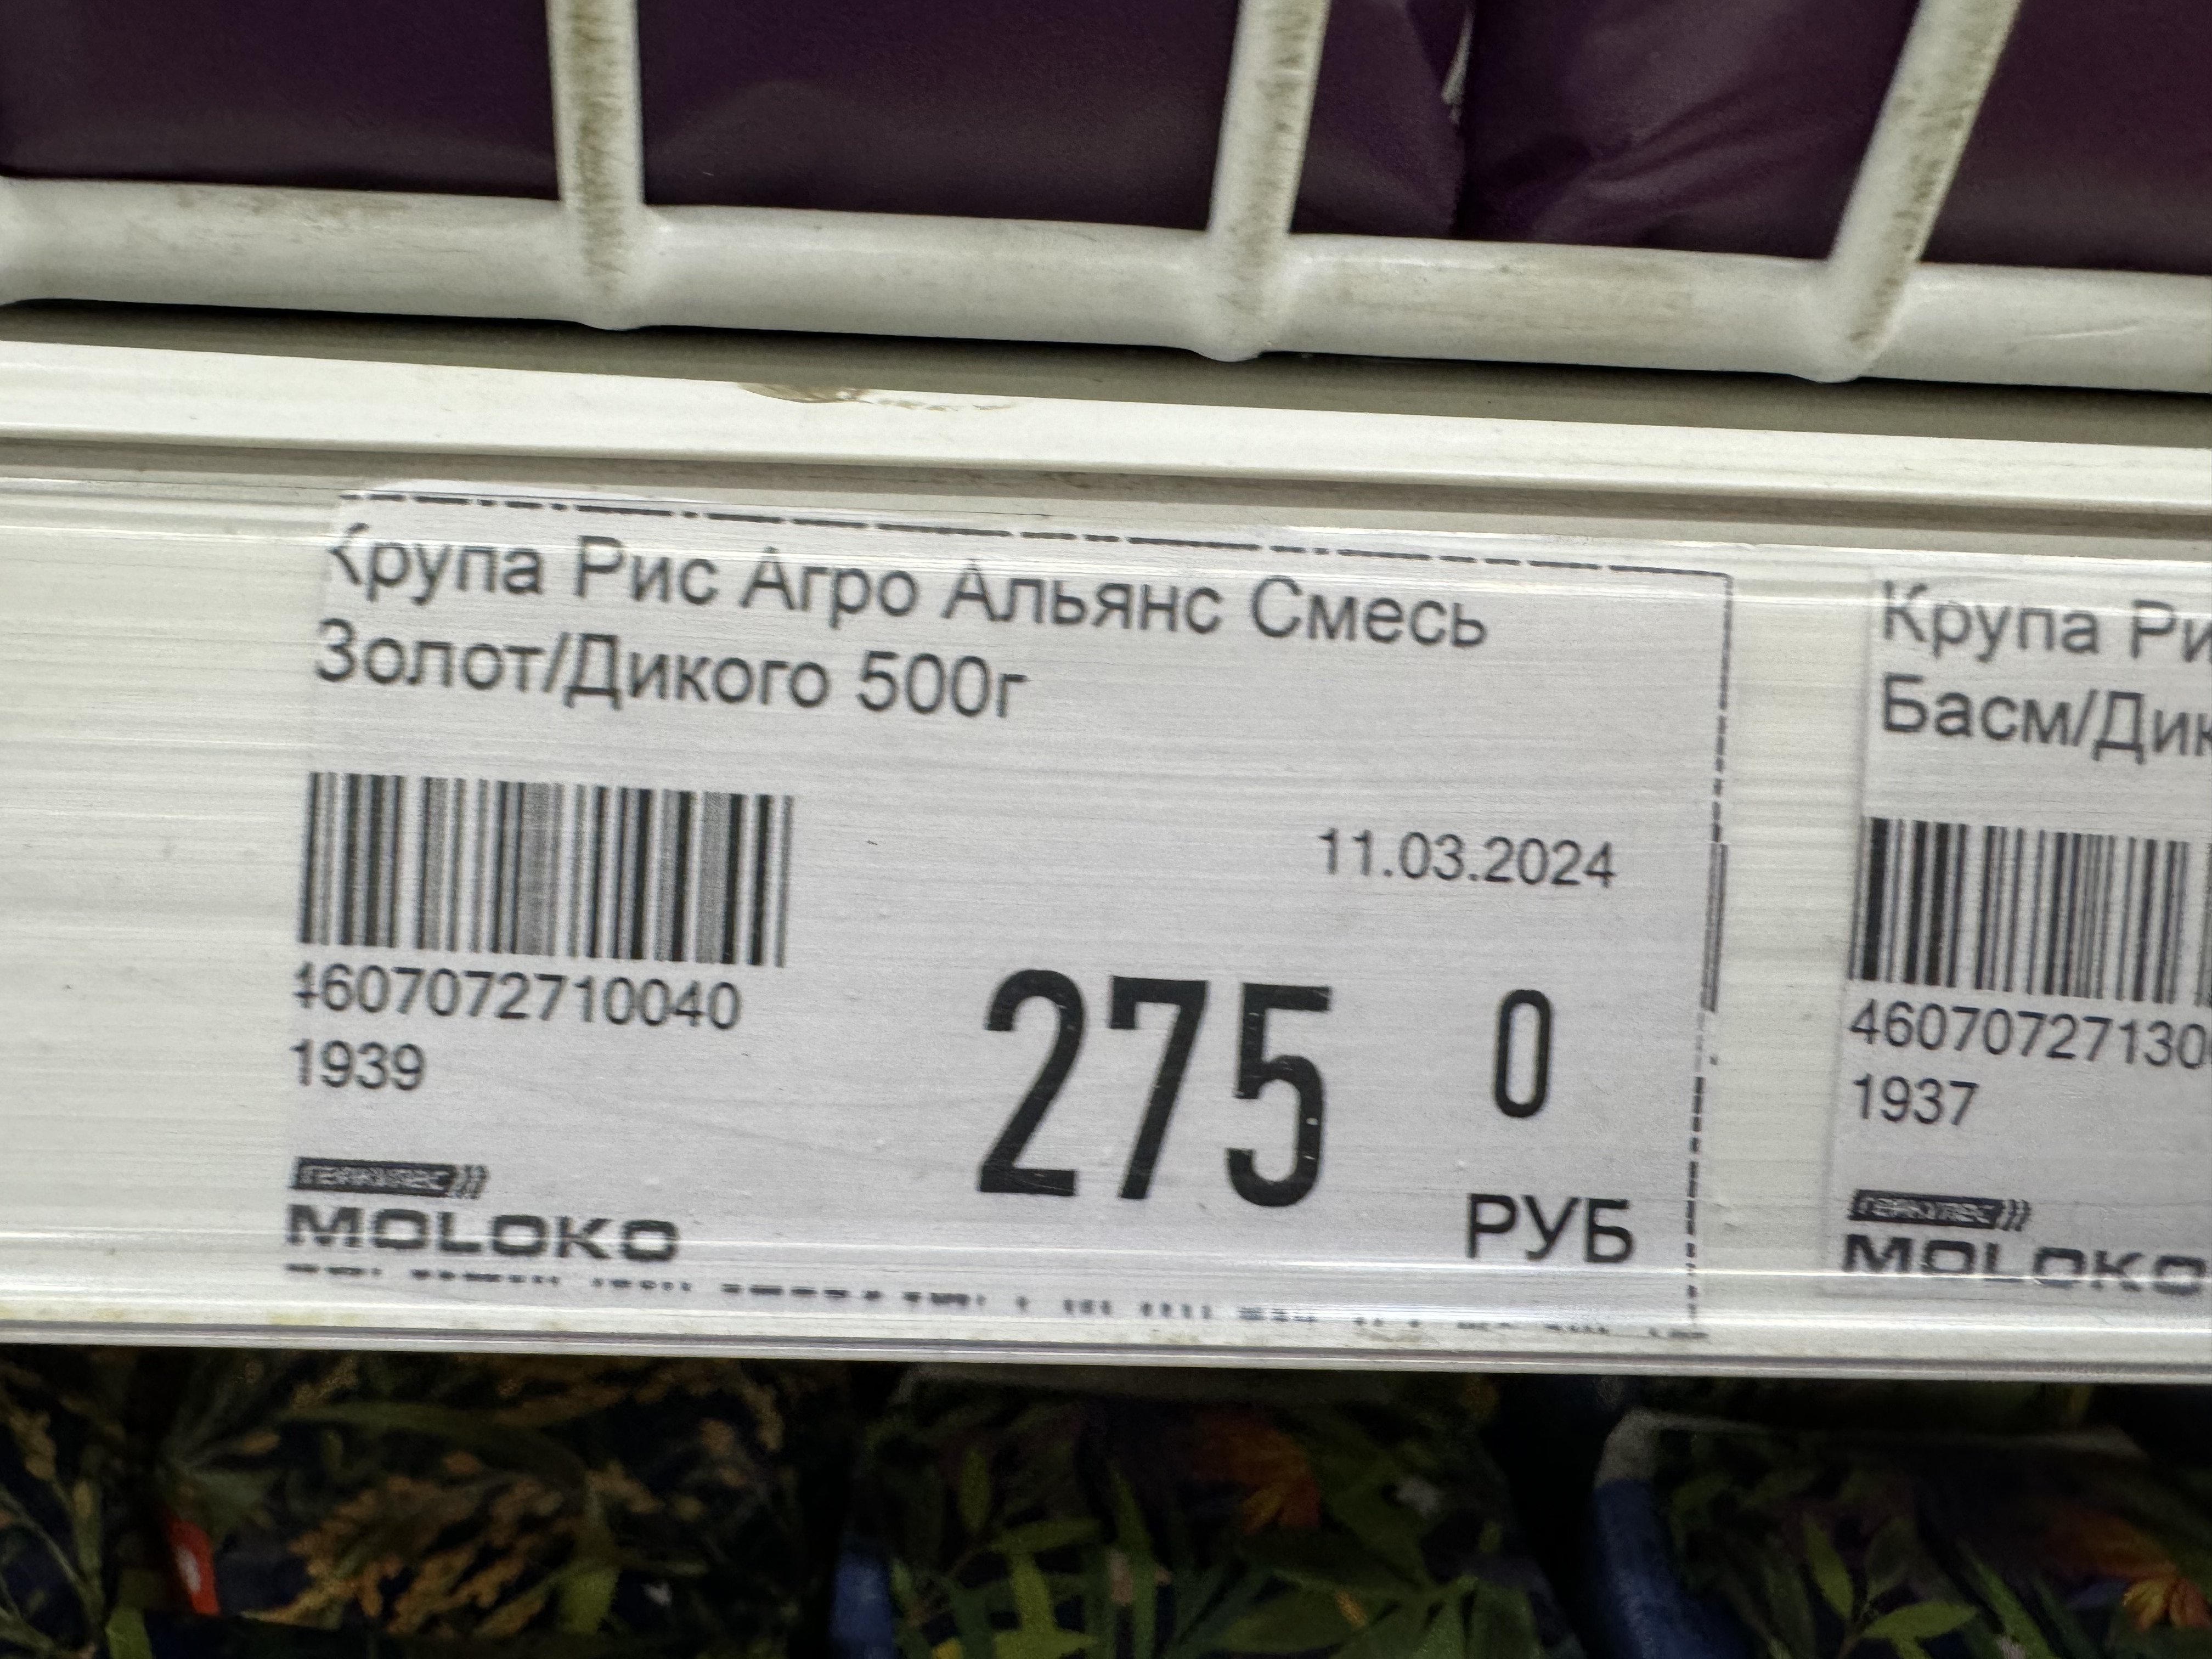 Крупа Рис Агро Альянс Смесь
Золот/Дикого 500г
11.03.2024
4607072710040
1939
275 0
РУБ
MOLOKO
Крупа Ри
Басм/Дик
46070727130
1937
MOLOKO